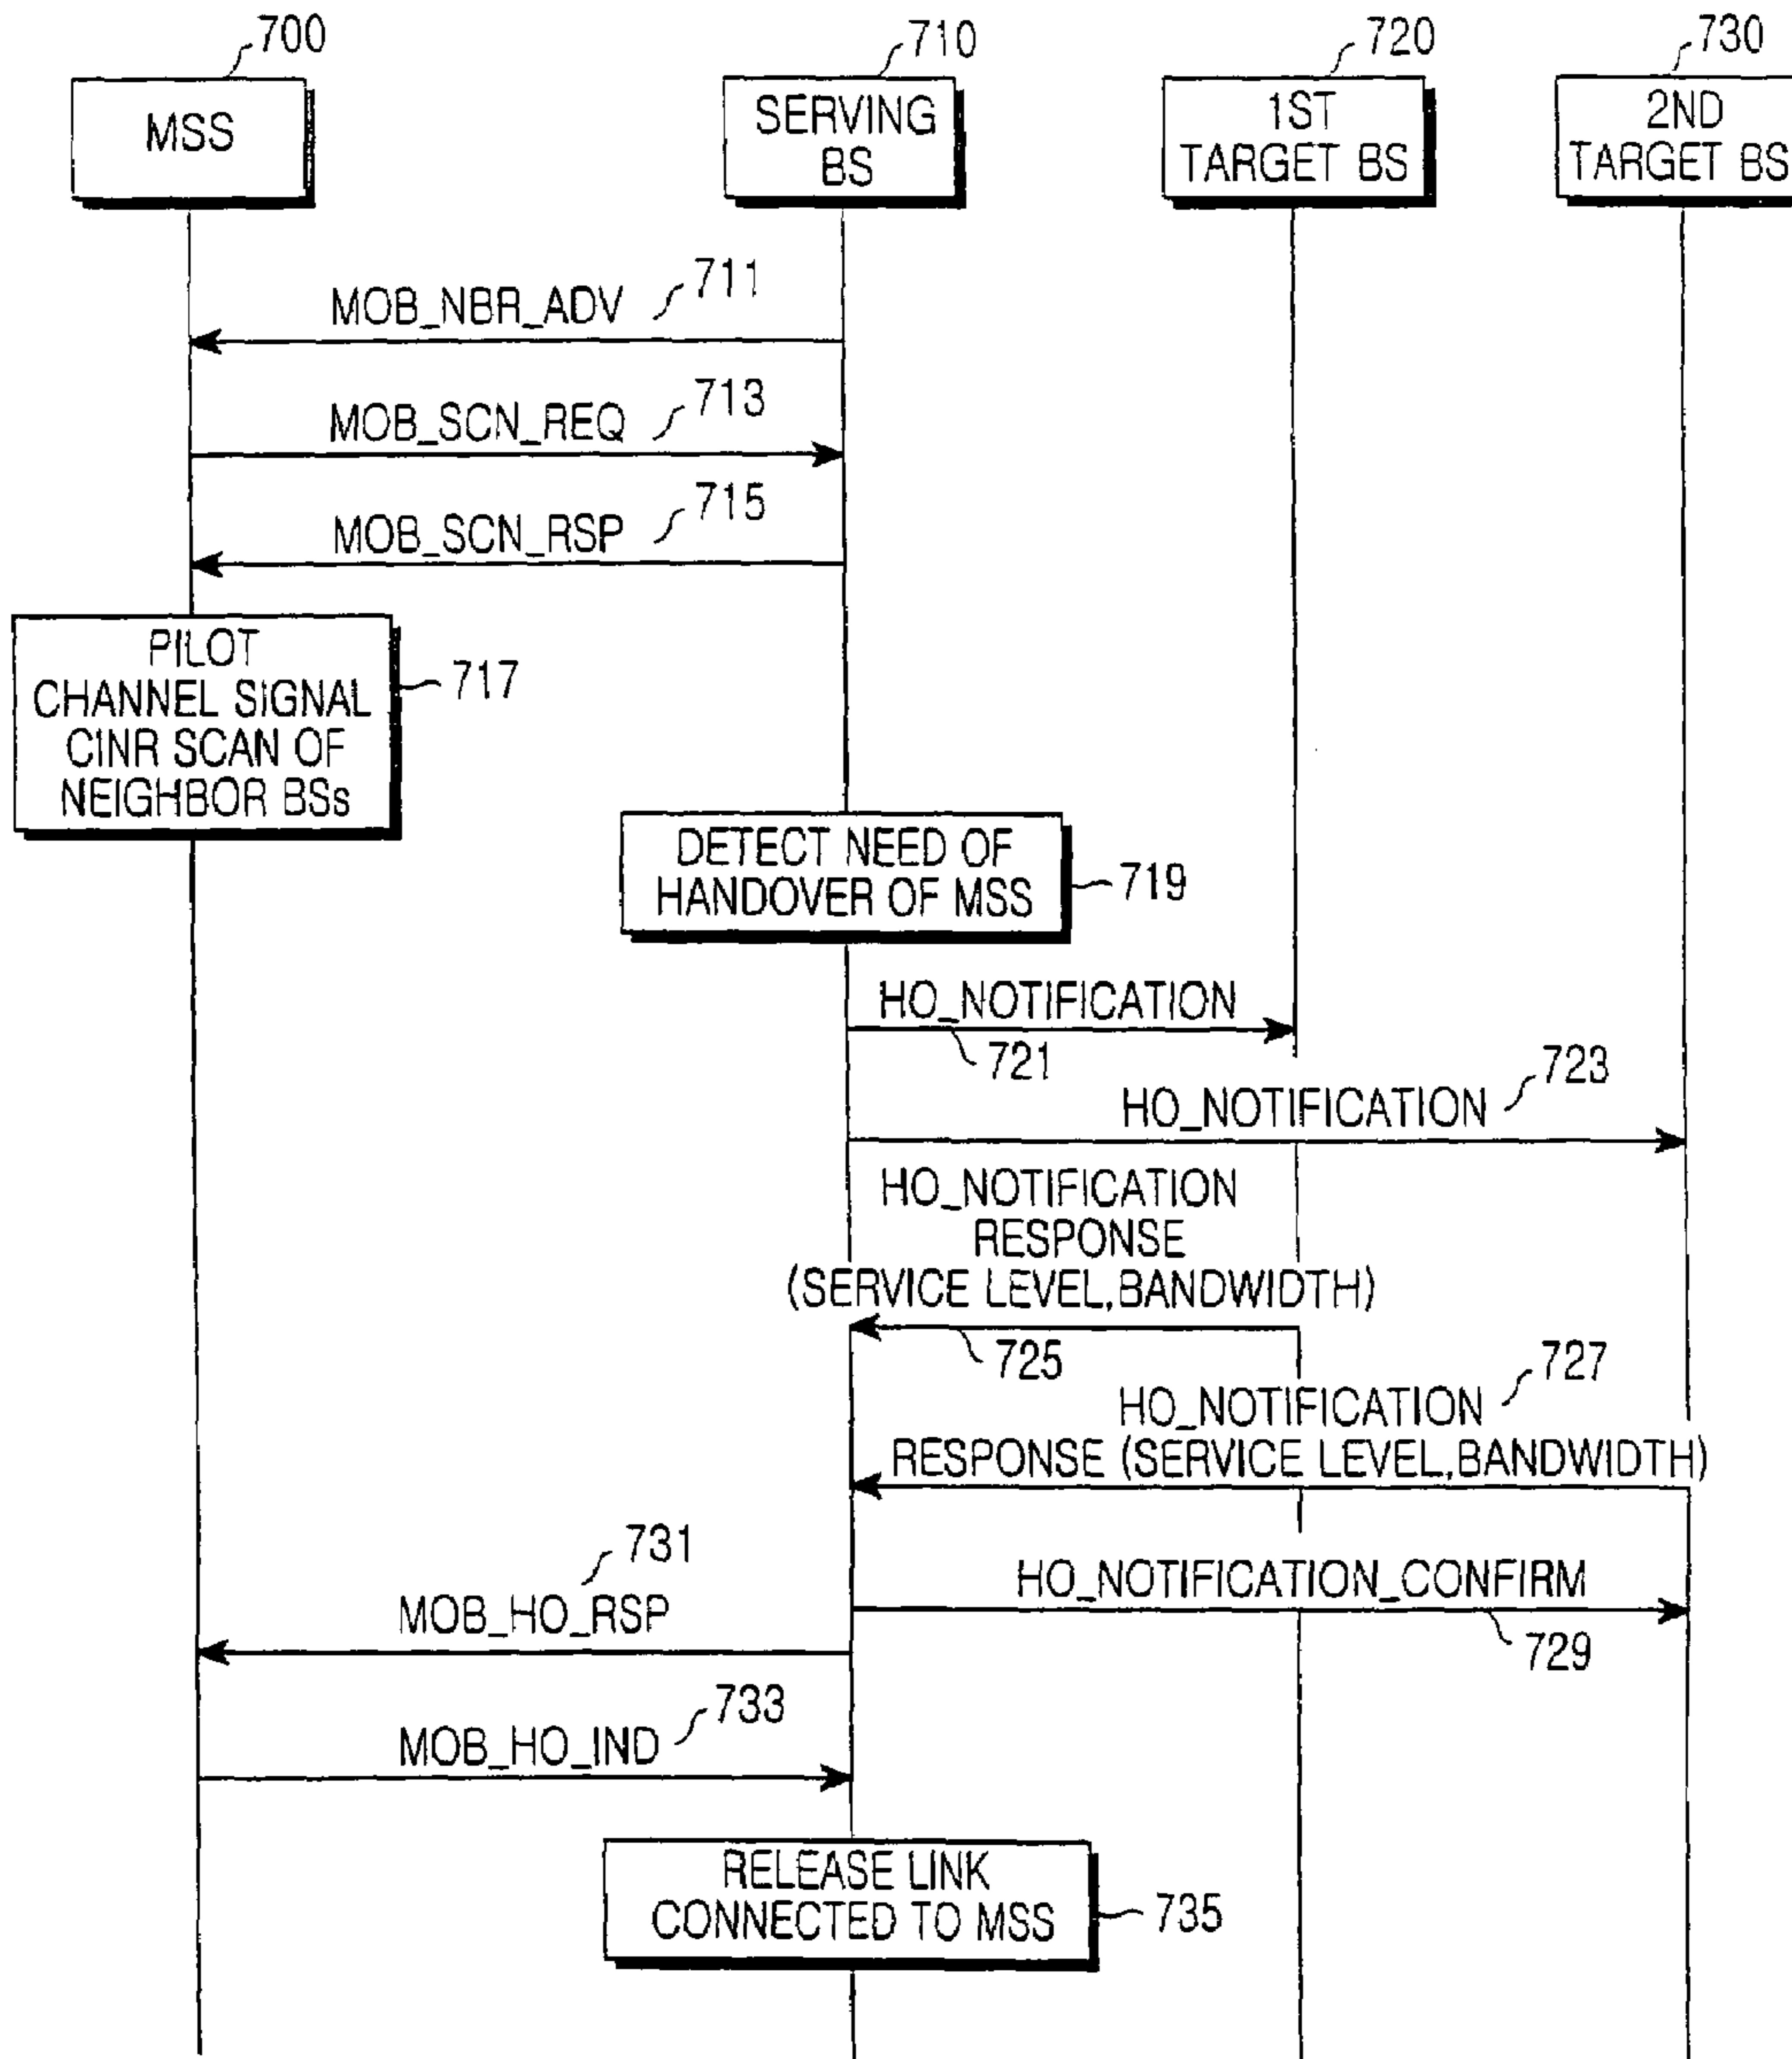 700
710
720
730
MSS
SERVING
BS
1ST
TARGET BS
2ND
TARGET BS
MOB_NBR_ADV
711
MOB_SCN_REQ
713
MOB_SCN_RSP
715
PILOT
CHANNEL SIGNAL
CINR SCAN OF
NEIGHBOR BSs
717
DETECT NEED OF
HANDOVER OF MSS
719
HO_NOTIFICATION
721
HO_NOTIFICATION
723
HO_NOTIFICATION
RESPONSE
(SERVICE LEVEL,BANDWIDTH)
725
727
HO_NOTIFICATION
RESPONSE (SERVICE LEVEL,BANDWIDTH)
731
MOB_HO_RSP
HO_NOTIFICATION_CONFIRM
729
733
MOB_HO_IND
RELEASE LINK
CONNECTED TO MSS
735